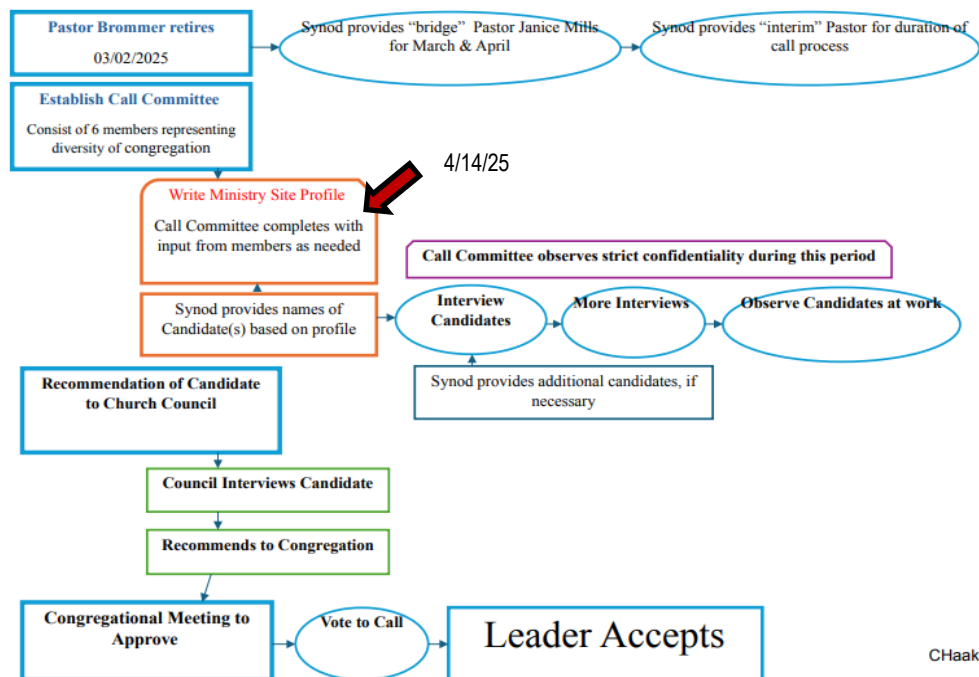 Pastor Brommer retires
03/02/2025
Synod provides “bridge” Pastor Janice Mills
for March & April
Synod provides “interim” Pastor for duration of
call process
Establish Call Committee
Consist of 6 members representing
diversity of congregation
4/14/25
Write Ministry Site Profile
Call Committee completes with
input from members as needed
Call Committee observes strict confidentiality during this period
Synod provides names of
Candidate(s) based on profile
Interview
Candidates
More Interviews
Observe Candidates at work
Synod provides additional candidates, if
necessary
Recommendation of Candidate
to Church Council
Council Interviews Candidate
Recommends to Congregation
Congregational Meeting to
Approve
Vote to Call
Leader Accepts
CHaak